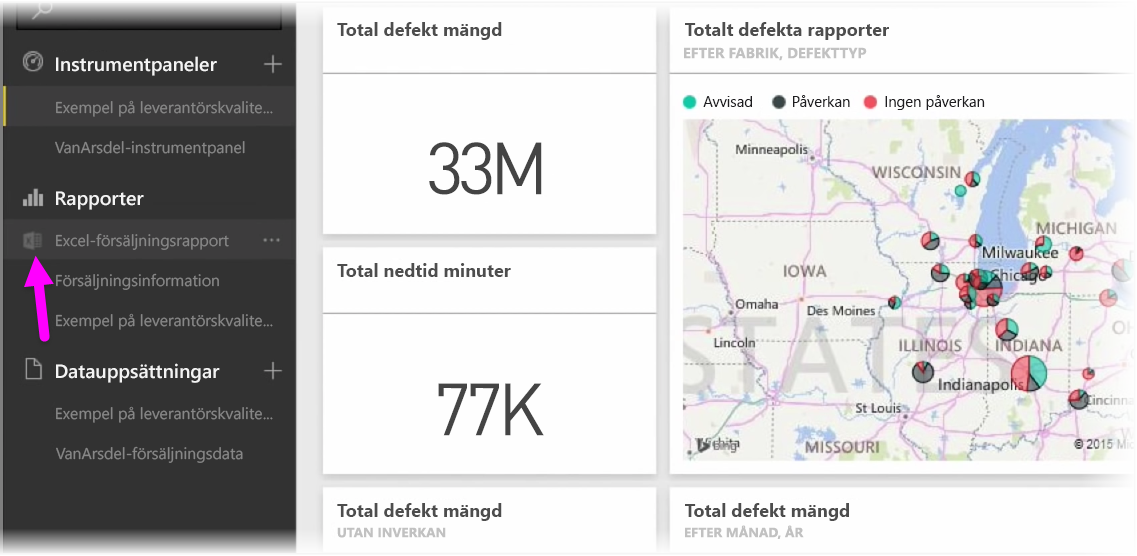 Instrumentpaneler
Exempel på leverantörskvalite...
VanArsdel-instrumentpanel
Rapporter
Excel-försäljningsrapport ...
Försäljningsinformation
Exempel på leverantörskvalite...
Datauppsättningar
Exempel på leverantörskvalite...
VanArsdel-försäljningsdata
Total defekt mängd
33M
Total nedtid minuter
77K
Total defekt mängd
UTAN INVERKAN
Totalt defekta rapporter
EFTER FABRIK, DEFEKTTYP
Avvisad Påverkan Ingen påverkan
Minneapolis
WISCONSIN
MICHIGAN
Milwaukee
IOWA
Chicago
Omaha
Des Moines
STATES
Lincoln
ILLINOIS
INDIANA
Indianapolis
Cincinna
St Louis
MISSOURI
© 2015 Mic
Total defekt mängd
EFTER MÅNAD, ÅR